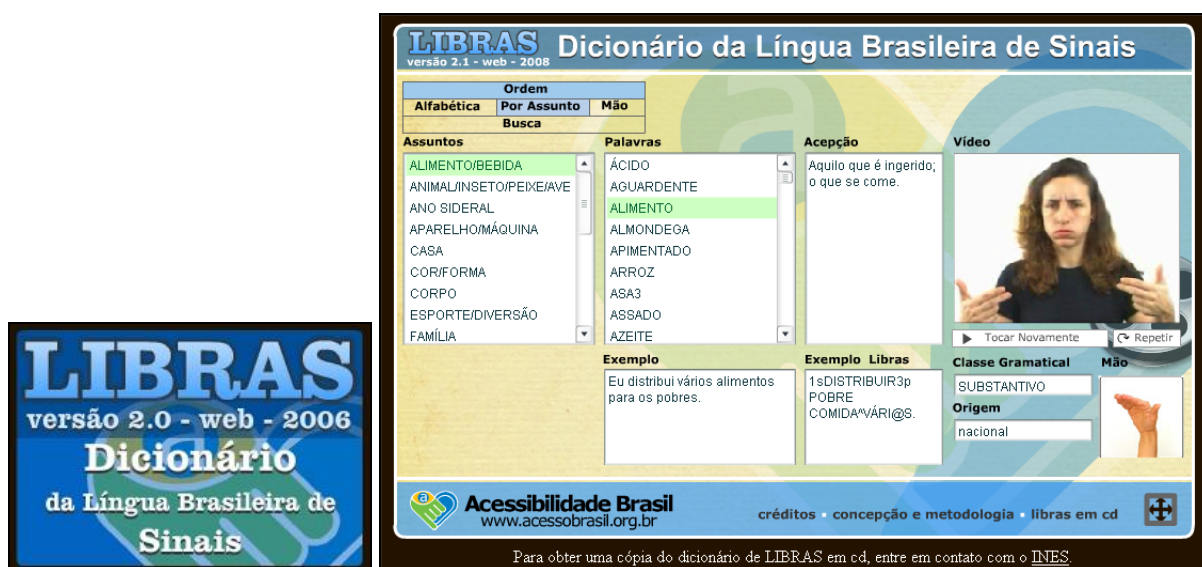 LIBRAS
versão 2.0 - web - 2006
Dicionário
da Língua Brasileira de
Sinais
LIBRAS
versão 2.1 - web - 2008
Dicionário da Língua Brasileira de Sinais
Ordem
Alfabética Por Assunto Mão
Busca
Assuntos
ALIMENTO/BEBIDA
ANIMAL/INSETO/PEIXE/AVE
ANO SIDERAL
APARELHO/MÁQUINA
CASA
COR/FORMA
CORPO
ESPORTE/DIVERSÃO
FAMÍLIA
Palavras
ÁCIDO
AGUARDENTE
ALIMENTO
ALMONDEGA
APIMENTADO
ARROZ
ASA3
ASSADO
AZEITE
Acepção
Aquilo que é ingerido;
o que se come.
Vídeo
Tocar Novamente
Repetir
Exemplo
Eu distribui vários alimentos
para os pobres.
Exemplo Libras
1sDISTRIBUIR3p
POBRE
COMIDA^VÁRI@S.
Classe Gramatical
SUBSTANTIVO
Origem
nacional
Mão
a
Acessibilidade Brasil
www.acessobrasil.org.br
créditos - concepção e metodologia - libras em cd
Para obter uma cópia do dicionário de LIBRAS em cd, entre em contato com o INES.